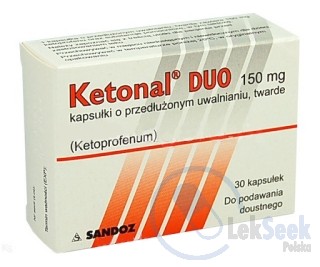 Ketonal® DUO 150 mg
kapsułki o przedłużonym uwalnianiu, twarde
(Ketoprofenum)
30 kapsułek
Do podawania
doustnego
SANDOZ
LekSeek
Polska